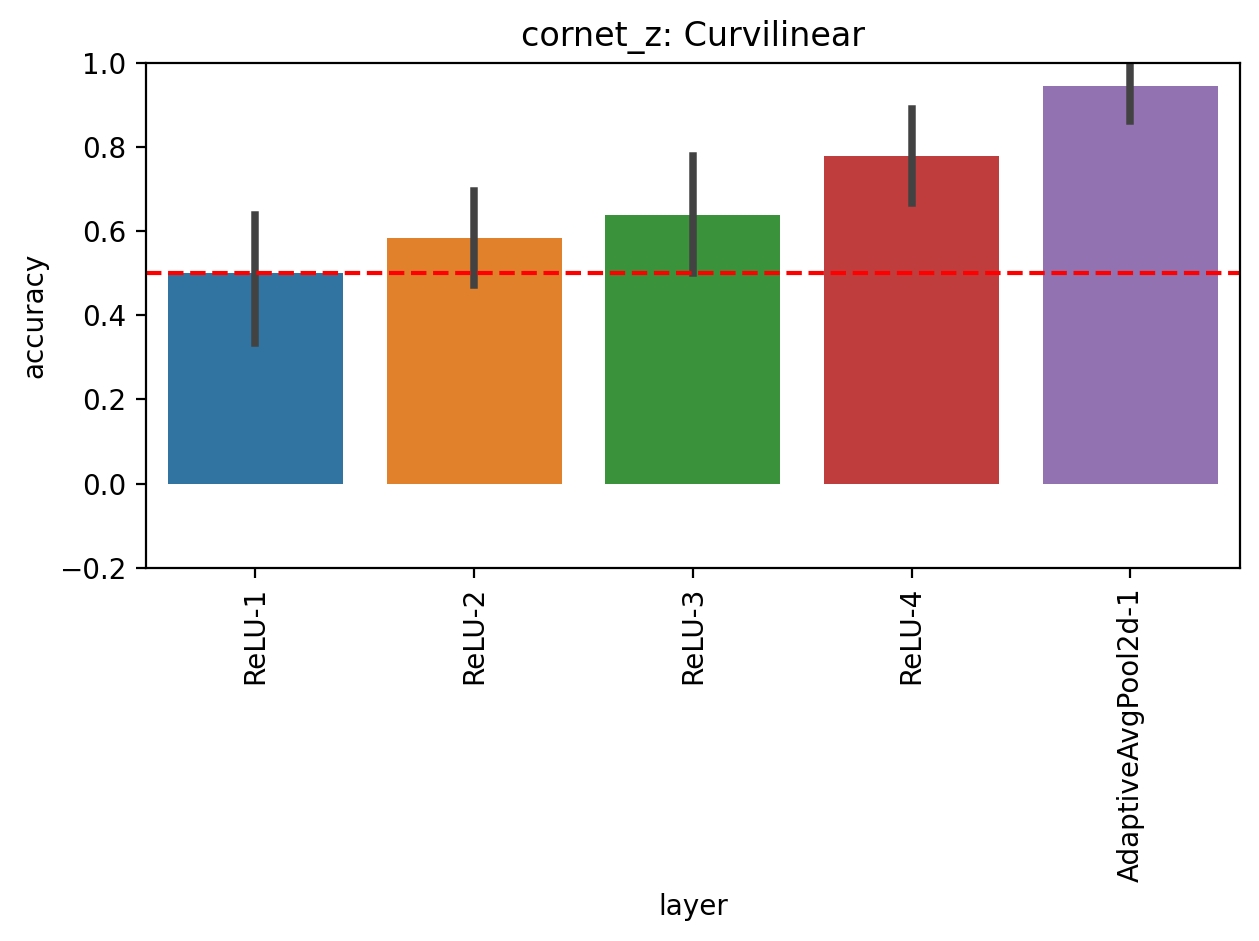 cornet_z: Curvilinear
1.0
0.8
0.6
0.4
0.2
0.0
−0.2
accuracy
ReLU-1
ReLU-2
ReLU-3
ReLU-4
AdaptiveAvgPool2d-1
layer